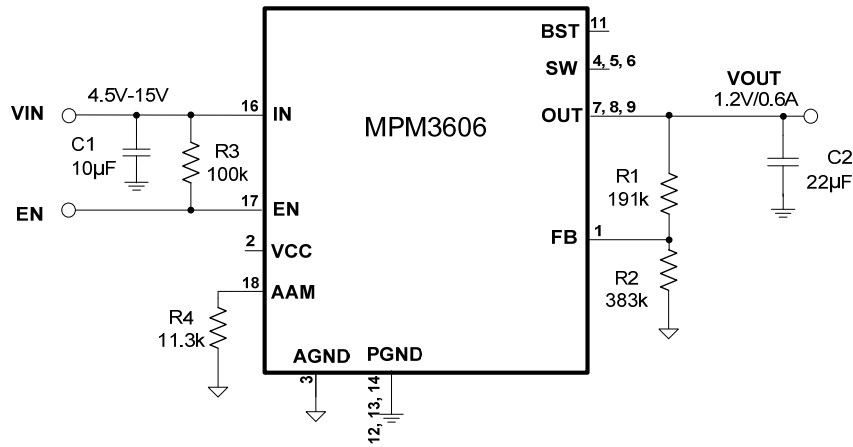 BST
11
SW
4, 5, 6
VOUT
1.2V/0.6A
4.5V-15V
VIN
16
IN
MPM3606
OUT
7, 8, 9
C1
10µF
R3
100k
R1
191k
C2
22µF
EN
17
EN
2
VCC
FB
1
18
AAM
R2
383k
R4
11.3k
AGND
PGND
3
12, 13, 14